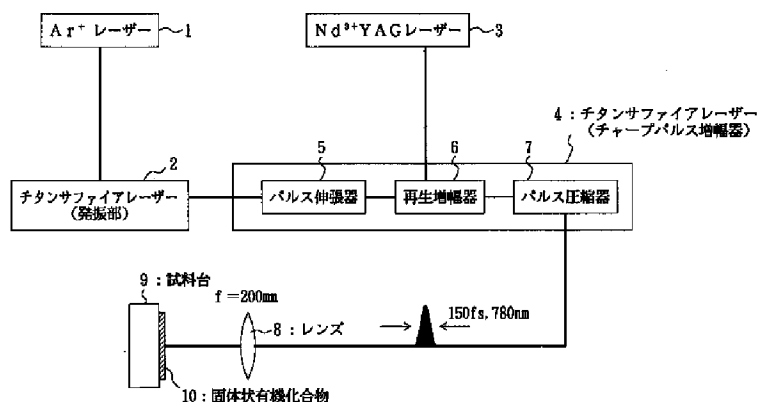 Ar⁺レーザー
1
Nd³⁺YAGレーザー
3
4：チタンサファイアレーザー
（チャープパルス増幅器）
2
チタンサファイアレーザー
（発振部）
5
パルス伸張器
6
再生増幅器
7
パルス圧縮器
9：試料台
f＝200mm
8：レンズ
150fs, 780nm
10：固体状有機化合物